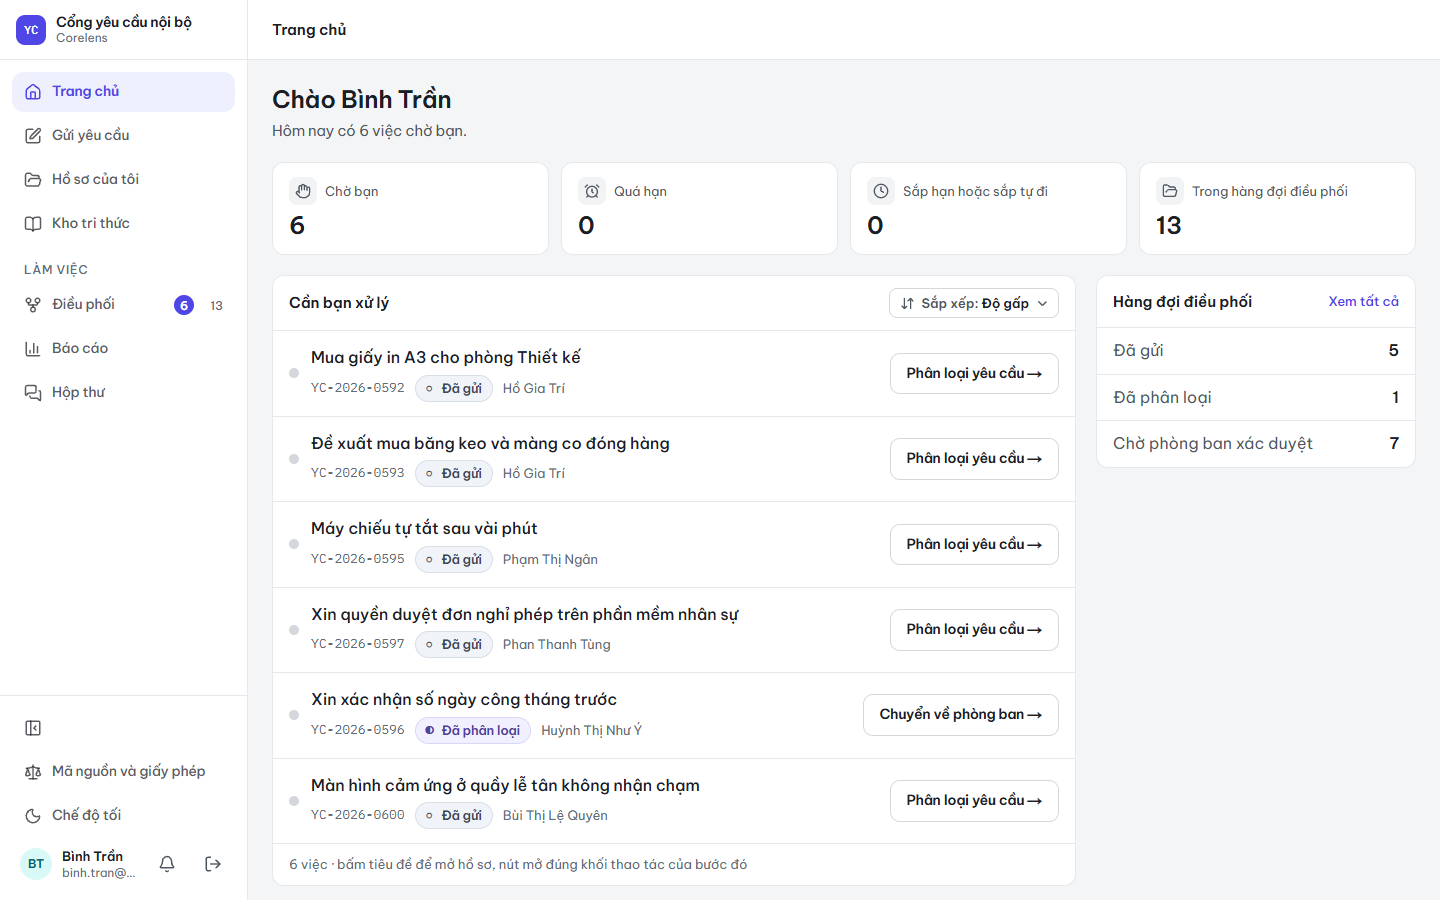 YC
Cổng yêu cầu nội bộ
Corelens
Trang chủ
Gửi yêu cầu
Hồ sơ của tôi
Kho tri thức
LÀM VIỆC
Điều phối 6 13
Báo cáo
Hộp thư
Mã nguồn và giấy phép
Chế độ tối
BT
Bình Trần
binh.tran@...
Trang chủ
Chào Bình Trần
Hôm nay có 6 việc chờ bạn.
Chờ bạn
6
Quá hạn
0
Sắp hạn hoặc sắp tự đi
0
Trong hàng đợi điều phối
13
Cần bạn xử lý
Sắp xếp: Độ gấp
Mua giấy in A3 cho phòng Thiết kế
YC-2026-0592 Đã gửi Hồ Gia Trí
Phân loại yêu cầu→
Đề xuất mua băng keo và màng co đóng hàng
YC-2026-0593 Đã gửi Hồ Gia Trí
Phân loại yêu cầu→
Máy chiếu tự tắt sau vài phút
YC-2026-0595 Đã gửi Phạm Thị Ngân
Phân loại yêu cầu→
Xin quyền duyệt đơn nghỉ phép trên phần mềm nhân sự
YC-2026-0597 Đã gửi Phan Thanh Tùng
Phân loại yêu cầu→
Xin xác nhận số ngày công tháng trước
YC-2026-0596 Đã phân loại Huỳnh Thị Như Ý
Chuyển về phòng ban→
Màn hình cảm ứng ở quầy lễ tân không nhận chạm
YC-2026-0600 Đã gửi Bùi Thị Lệ Quyên
Phân loại yêu cầu→
6 việc · bấm tiêu đề để mở hồ sơ, nút mở đúng khối thao tác của bước đó
Hàng đợi điều phối
Xem tất cả
Đã gửi 5
Đã phân loại 1
Chờ phòng ban xác duyệt 7